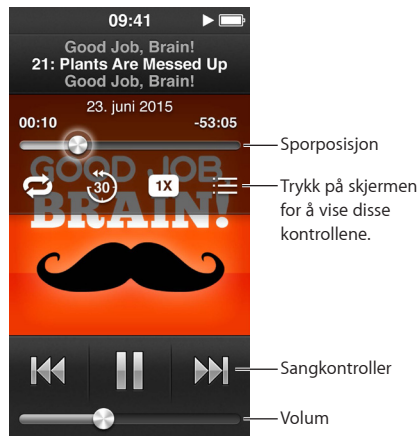 09:41
Good Job, Brain!
21: Plants Are Messed Up
Good Job, Brain!
23. juni 2015
00:10
-53:05
Sporposisjon
GOOD JOB
30
1X
BRAIN!
Trykk på skjermen
for å vise disse
kontrollene.
Sangkontroller
Volum